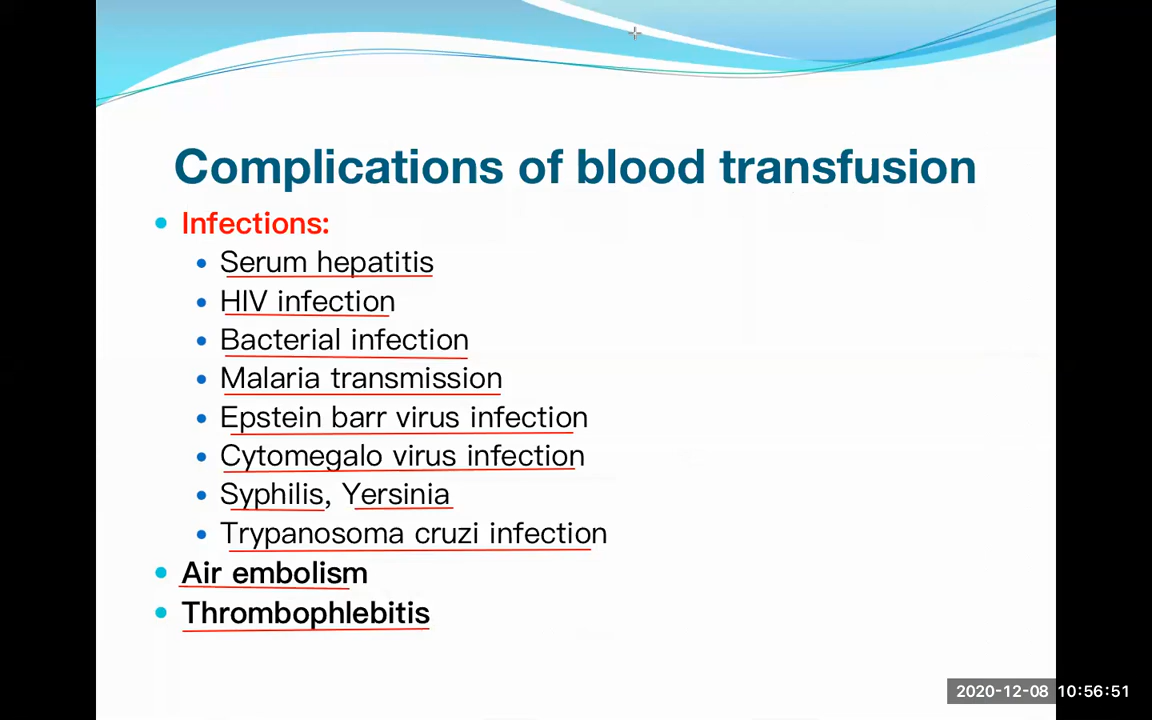 Complications of blood transfusion
Infections:
Serum hepatitis
HIV infection
Bacterial infection
Malaria transmission
Epstein barr virus infection
Cytomegalo virus infection
Syphilis, Yersinia
Trypanosoma cruzi infection
Air embolism
Thrombophlebitis
2020-12-08 10:56:51